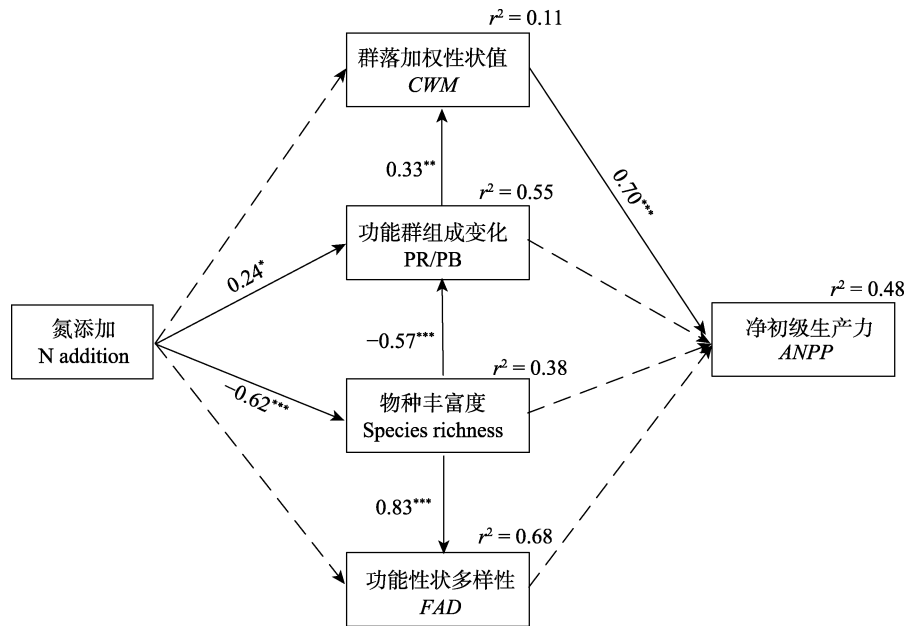 r² = 0.11
群落加权性状值
CWM
0.33**
0.70***
r² = 0.55
功能群组成变化
PR/PB
0.24*
r² = 0.48
氮添加
N addition
净初级生产力
ANPP
−0.57***
r² = 0.38
−0.62***
物种丰富度
Species richness
0.83***
r² = 0.68
功能性状多样性
FAD